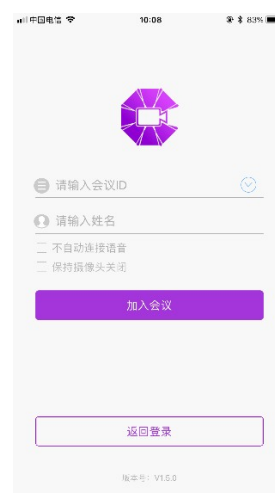 中国电信 10:08 83%
请输入会议ID
请输入姓名
不自动连接语音
保持摄像头关闭
加入会议
返回登录
版本号：V1.5.0